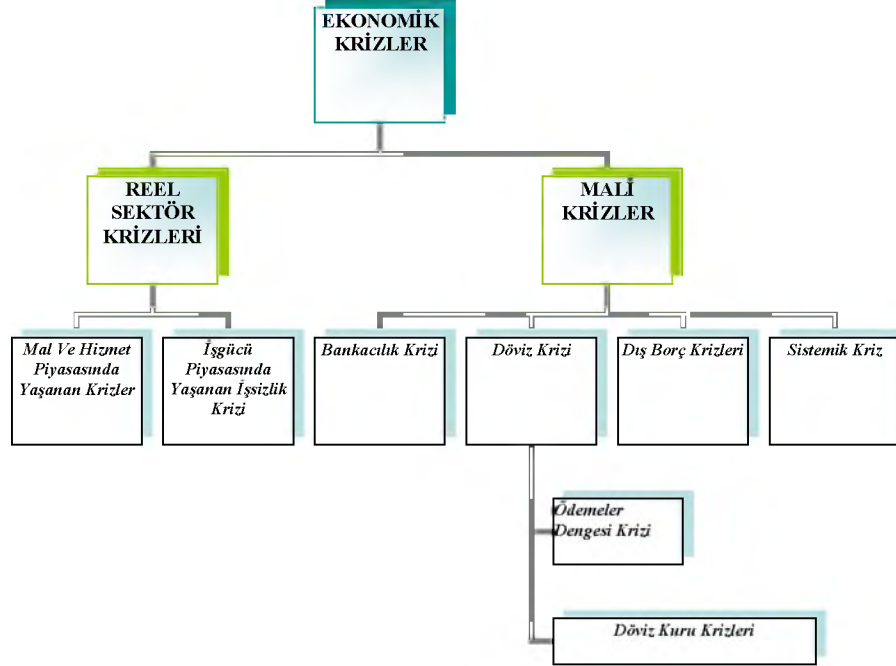 EKONOMİK
KRİZLER
REEL
SEKTÖR
KRİZLERİ
MALİ
KRİZLER
Mal Ve Hizmet
Piyasasında
Yaşanan Krizler
İşgücü
Piyasasında
Yaşanan İşsizlik
Krizi
Bankacılık Krizi
Döviz Krizi
Dış Borç Krizleri
Sistemik Kriz
Ödemeler
Dengesi Krizi
Döviz Kuru Krizleri